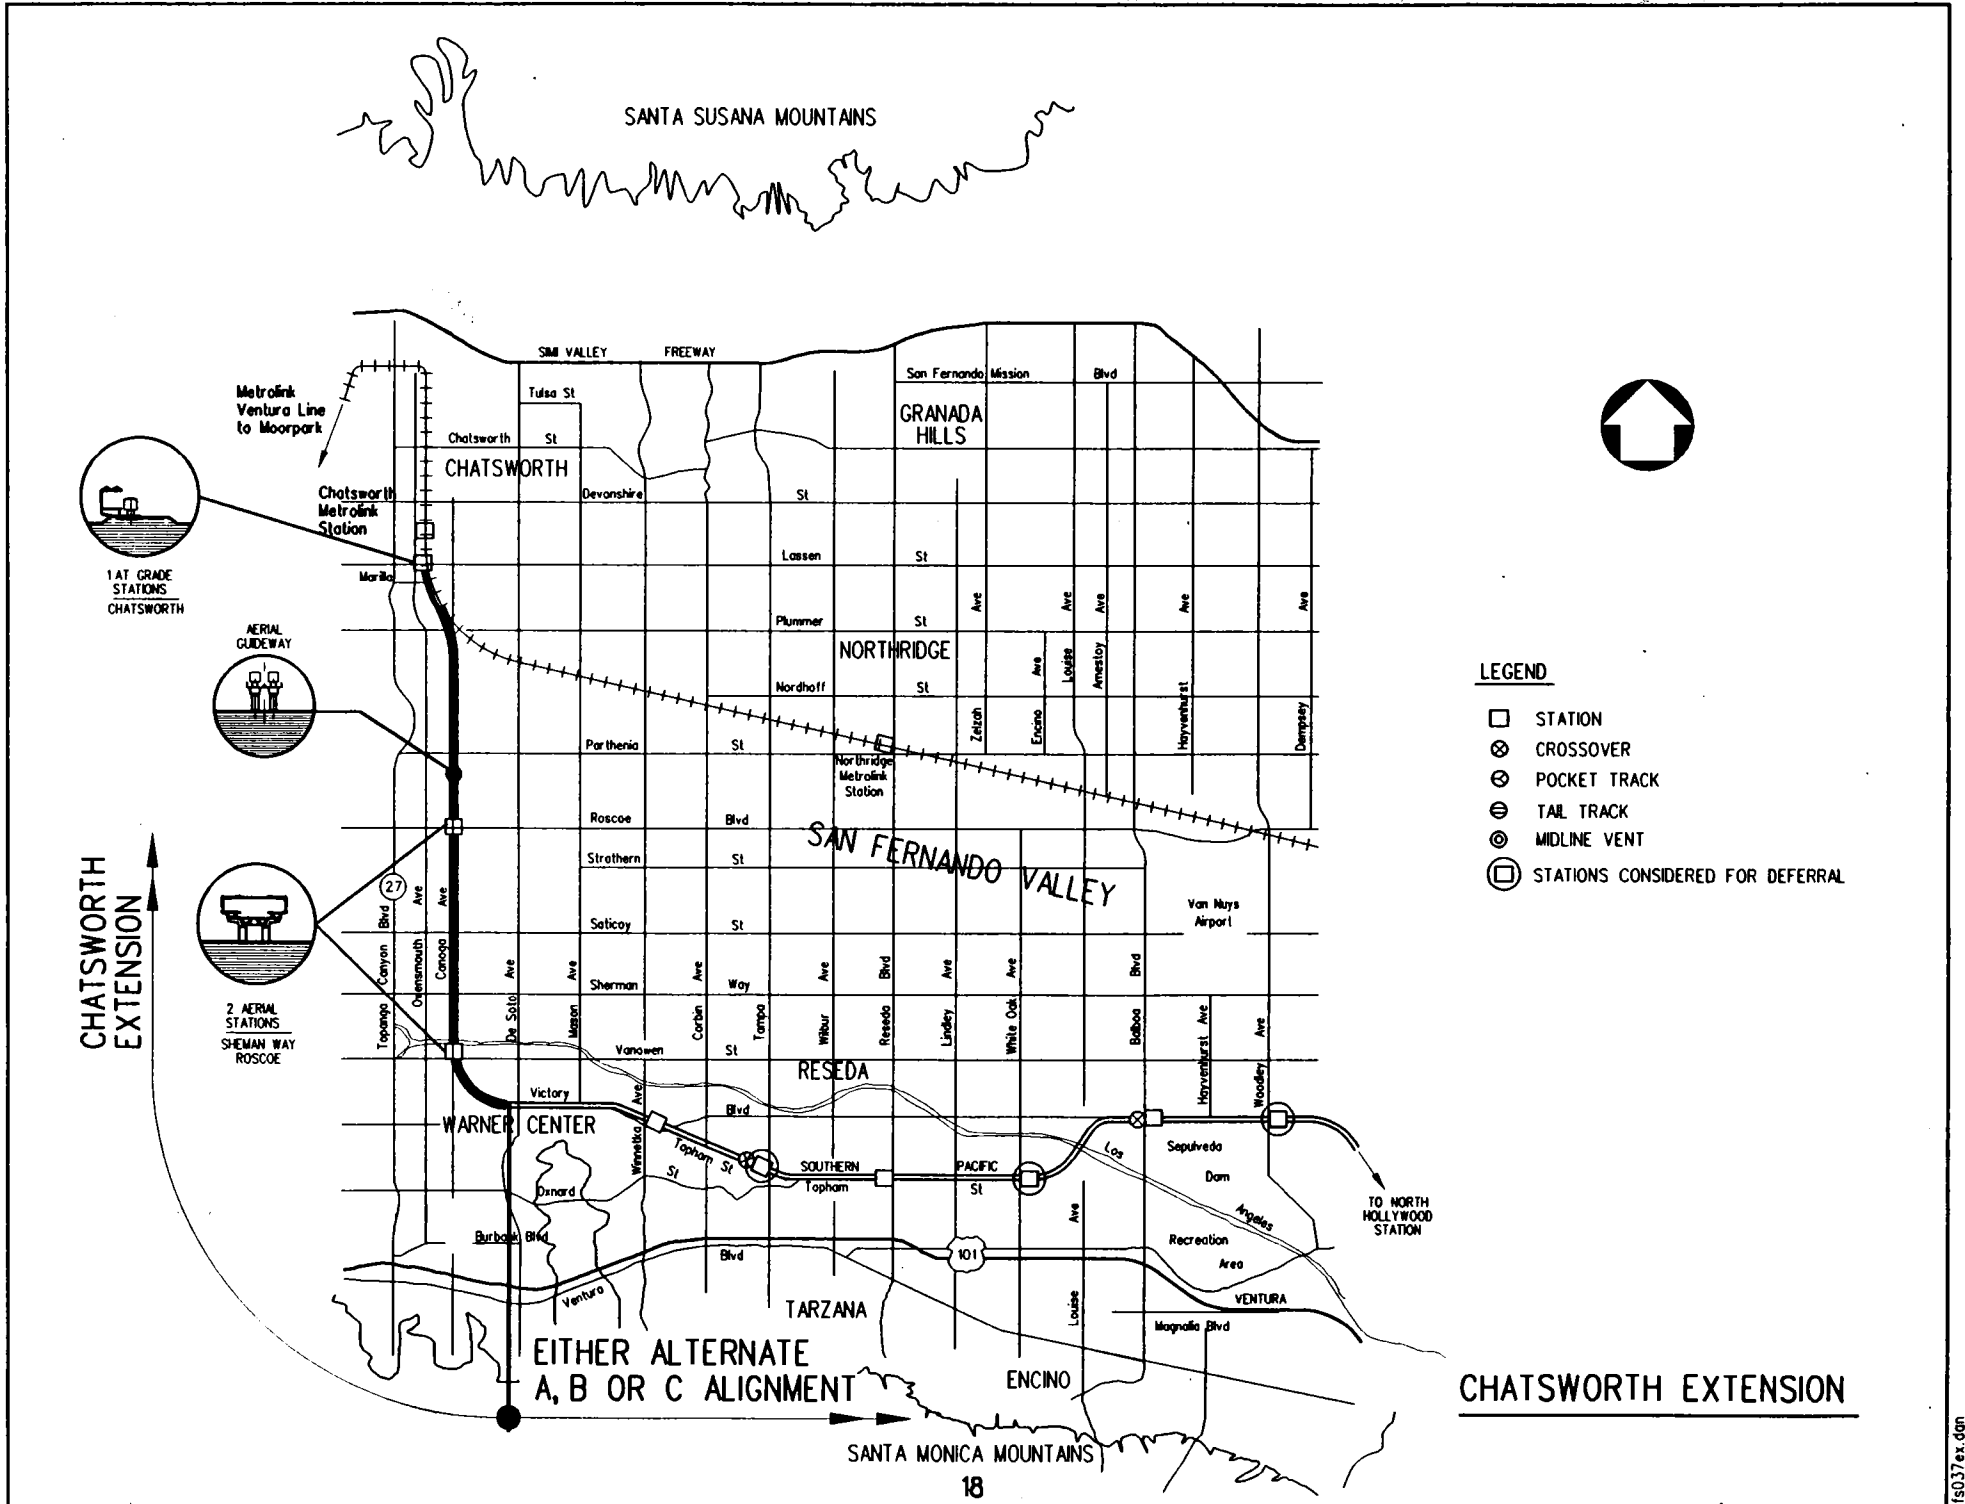 SANTA SUSANA MOUNTAINS
SIMI VALLEY FREEWAY
San Fernando Mission Blvd
Metrolink
Ventura Line
to Moorpark
Tulsa St
GRANADA
HILLS
Chatsworth St
CHATSWORTH
Chatsworth
Metrolink
Station
Devonshire St
Lassen St
Marilla
1 AT GRADE
STATIONS
CHATSWORTH
Plummer St
Zelzah Ave
Encino Ave
Louise Ave
Amestoy Ave
Hayvenhurst Ave
Dempsey Ave
AERIAL
GUIDEWAY
NORTHRIDGE
Nordhoff St
LEGEND
STATION
CROSSOVER
POCKET TRACK
TAIL TRACK
MIDLINE VENT
STATIONS CONSIDERED FOR DEFERRAL
Parthenia St
Northridge
Metrolink
Station
Roscoe Blvd
SAN FERNANDO VALLEY
Strathern St
27
CHATSWORTH
EXTENSION
Van Nuys
Airport
Saticoy St
Topanga Canyon Blvd
Owensmouth Ave
Canoga Ave
De Soto Ave
Mason Ave
Corbin Ave
Tampa
Wilbur Ave
Reseda Blvd
Lindley Ave
White Oak Ave
Balboa Blvd
Hayvenhurst Ave
Woodley Ave
Sherman Way
2 AERIAL
STATIONS
SHEMAN WAY
ROSCOE
Vanowen St
RESEDA
Victory Blvd
WARNER CENTER
Winnetka Ave
Topham St
SOUTHERN PACIFIC
Topham St
Oxnard St
Los Angeles
Sepulveda
Dam
Recreation
Area
TO NORTH
HOLLYWOOD
STATION
Burbank Blvd
101
Ventura Blvd
Louise Ave
VENTURA
Magnolia Blvd
TARZANA
EITHER ALTERNATE
A, B OR C ALIGNMENT
ENCINO
CHATSWORTH EXTENSION
SANTA MONICA MOUNTAINS
18
fs037ex.dan